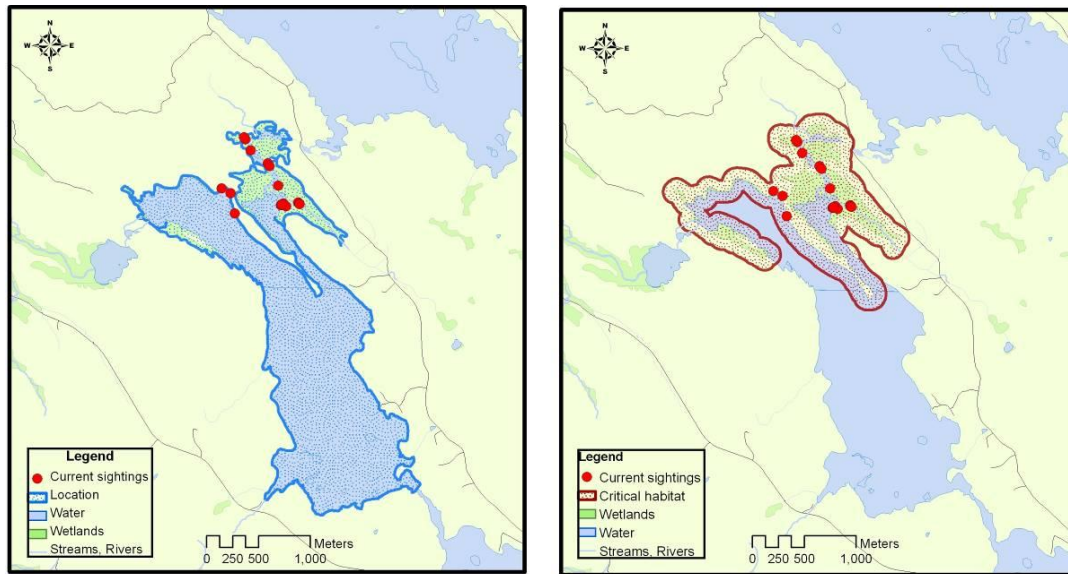 N
W E
S
Legend
Current sightings
Location
Water
Wetlands
Streams, Rivers
Meters
0 250 500 1,000
N
W E
S
Legend
Current sightings
Critical habitat
Wetlands
Water
Streams, Rivers
Meters
0 250 500 1,000